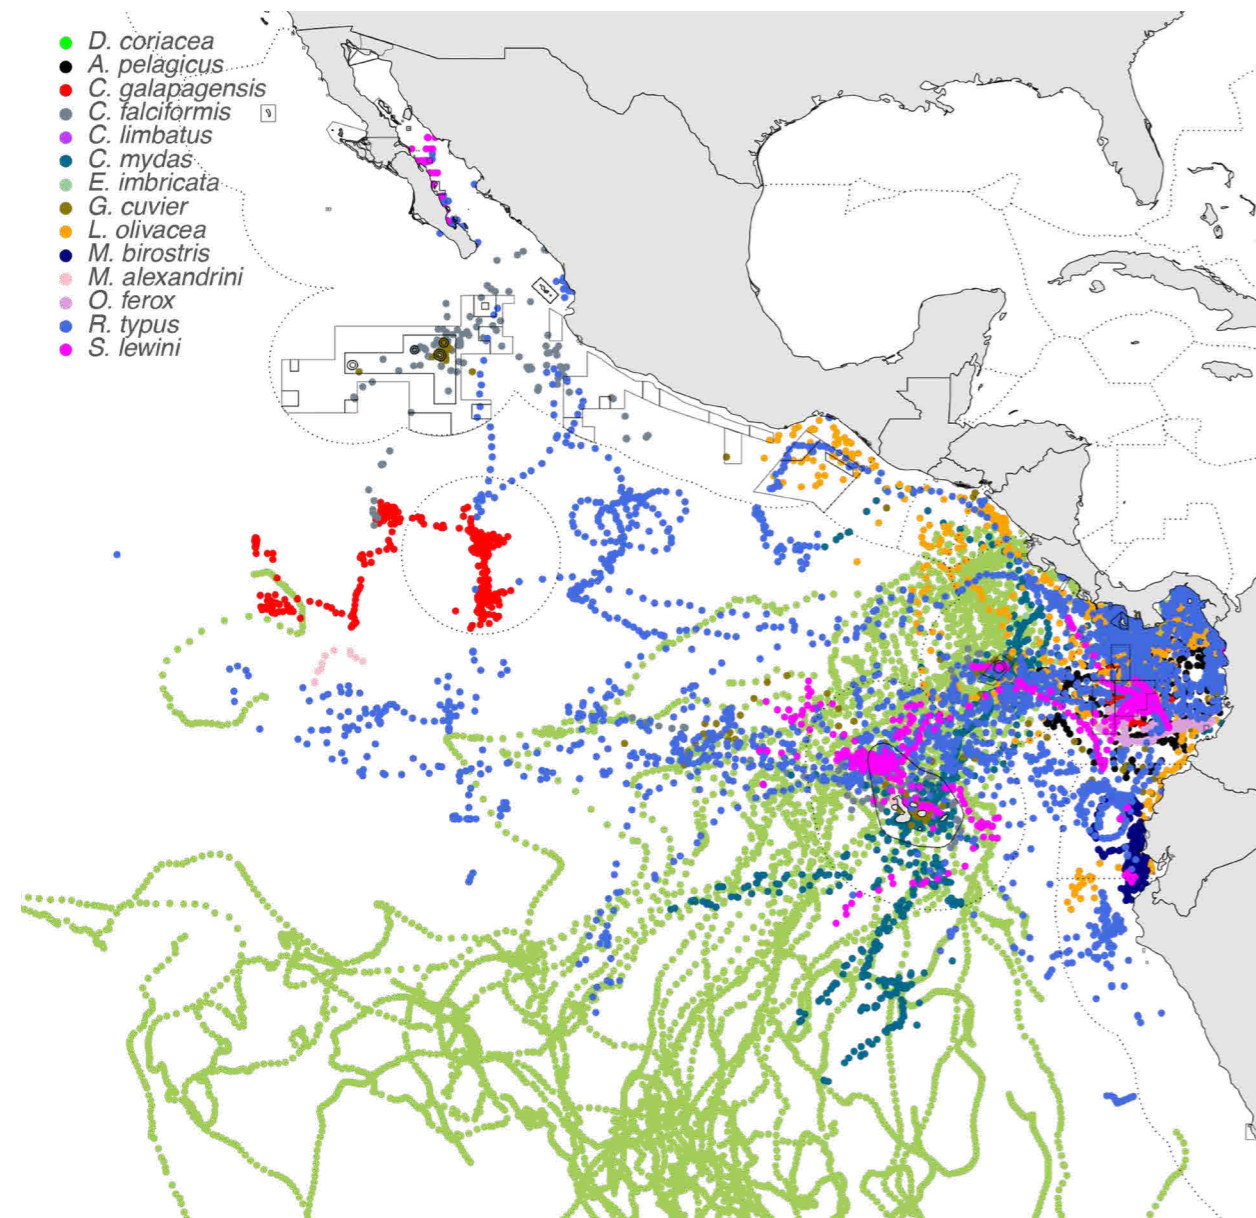 D. coriacea
A. pelagicus
C. galapagensis
C. falciformis
C. limbatus
C. mydas
E. imbricata
G. cuvier
L. olivacea
M. birostris
M. alexandrini
O. ferox
R. typus
S. lewini